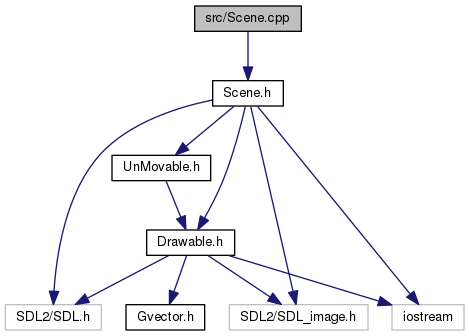 src/Scene.cpp
Scene.h
UnMovable.h
Drawable.h
SDL2/SDL.h
Gvector.h
SDL2/SDL_image.h
iostream